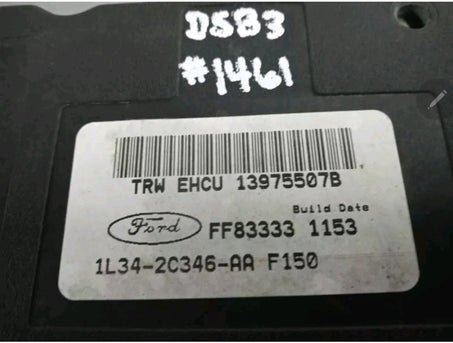 DSB3
#1461
TRW EHCU 13975507B
Build Date
Ford FF83333 1153
1L34-2C346-AA F150